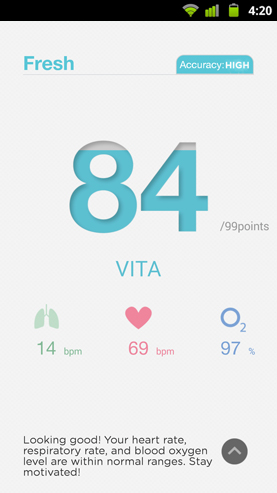 4:20
Fresh
Accuracy: HIGH
84
/99points
VITA
O2
14 bpm
69 bpm
97 %
Looking good! Your heart rate,
respiratory rate, and blood oxygen
level are within normal ranges. Stay
motivated!